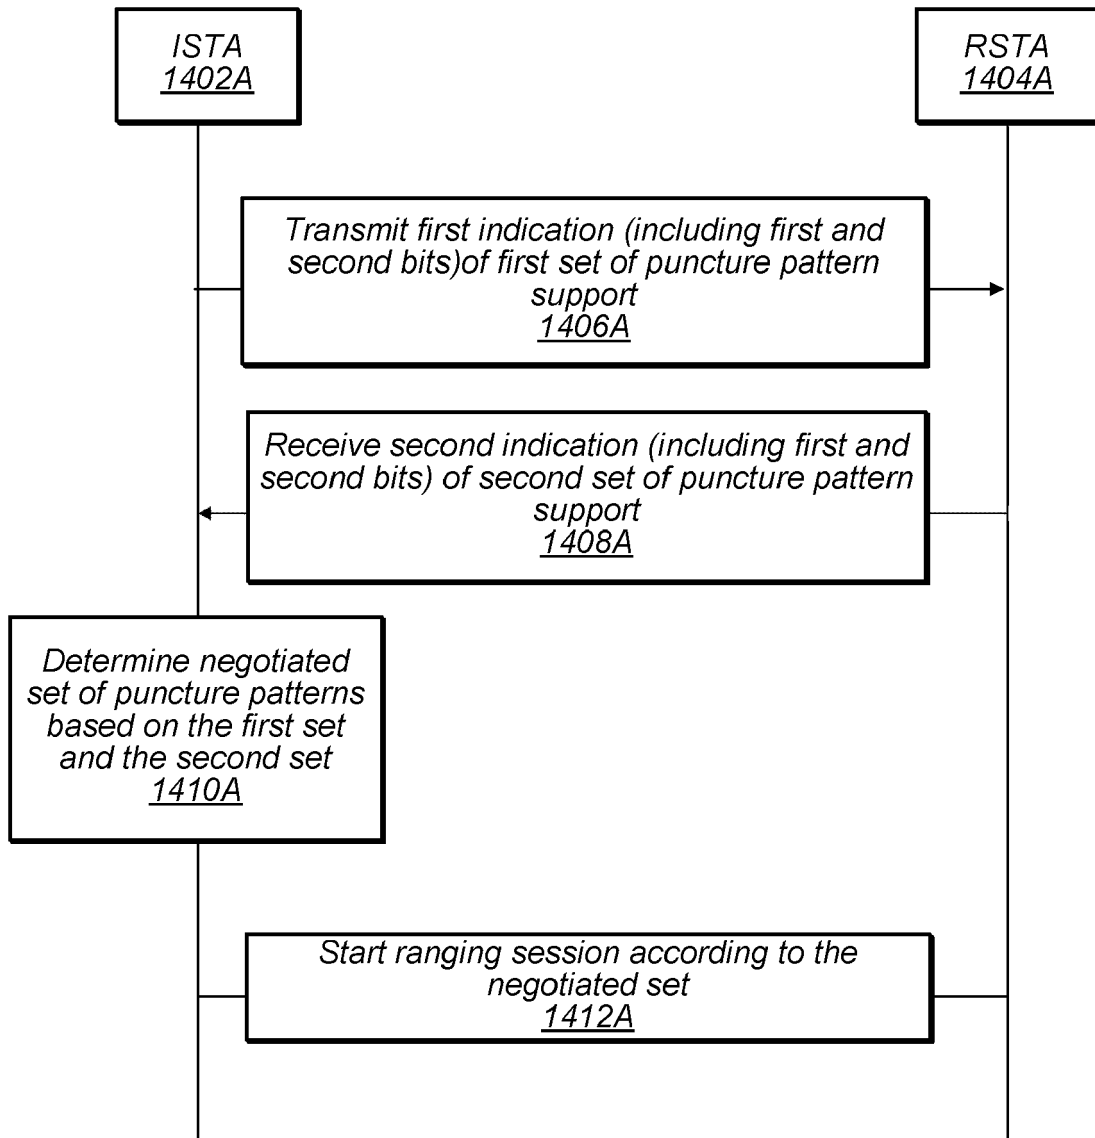 ISTA
1402A
RSTA
1404A
Transmit first indication (including first and
second bits)of first set of puncture pattern
support
1406A
Receive second indication (including first and
second bits) of second set of puncture pattern
support
1408A
Determine negotiated
set of puncture patterns
based on the first set
and the second set
1410A
Start ranging session according to the
negotiated set
1412A